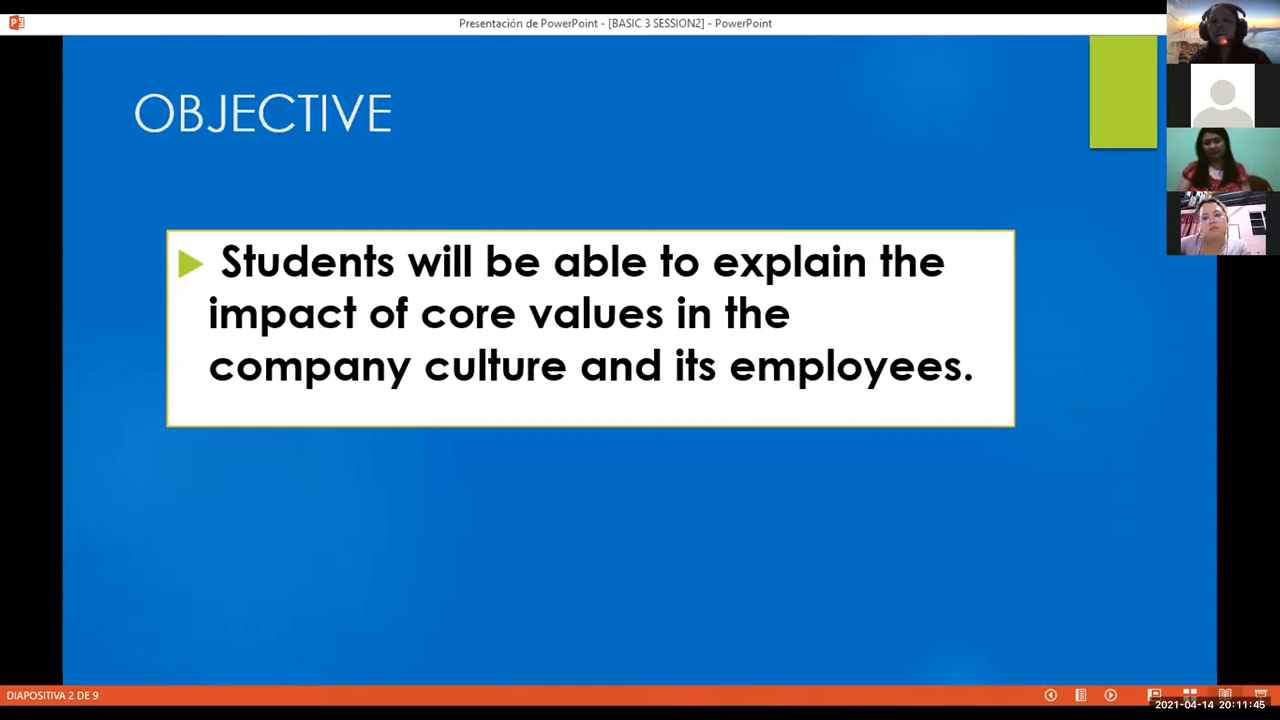 Presentación de PowerPoint - [BASIC 3 SESSION2] - PowerPoint
OBJECTIVE
Students will be able to explain the
impact of core values in the
company culture and its employees.
DIAPOSITIVA 2 DE 9
2021-04-14 20:11:45